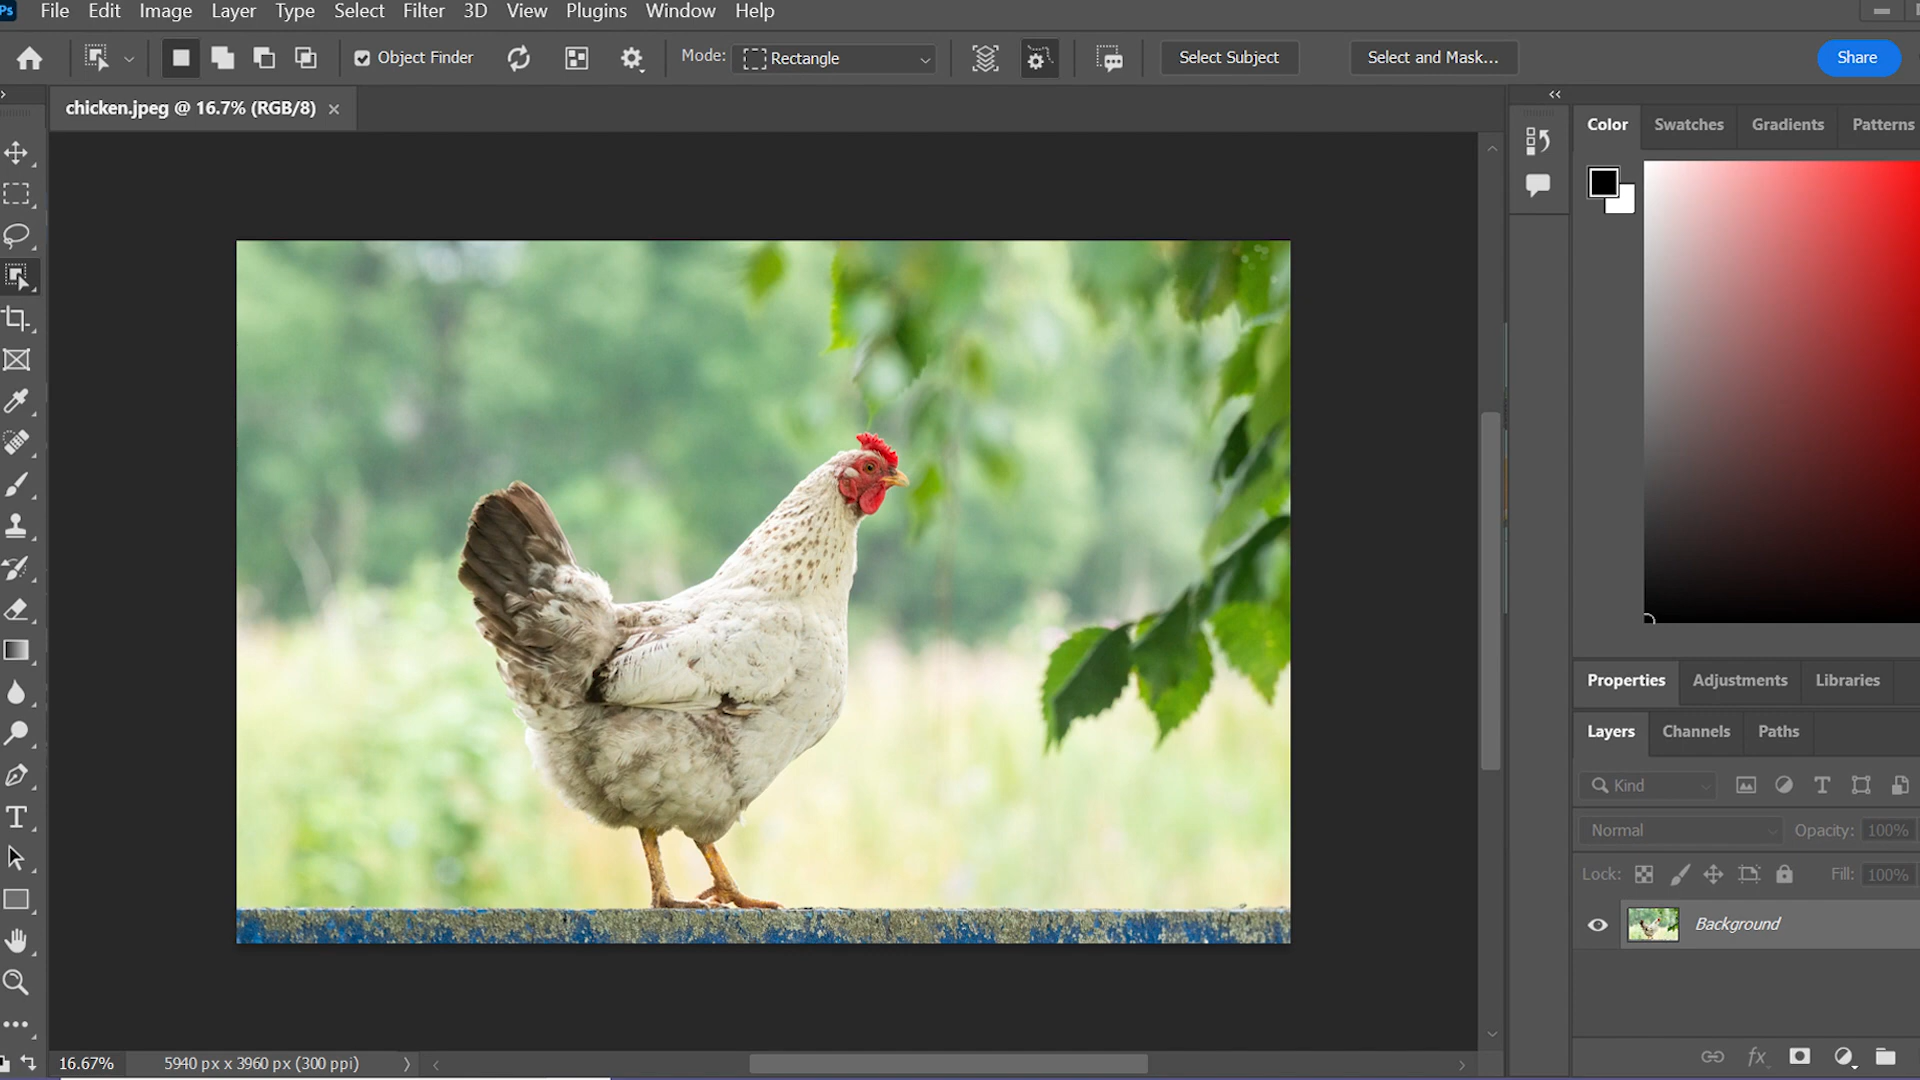 Ps File Edit Image Layer Type Select Filter 3D View Plugins Window Help
Object Finder Mode: Rectangle Select Subject Select and Mask... Share
chicken.jpeg @ 16.7% (RGB/8)
Color Swatches Gradients Patterns
Properties Adjustments Libraries
Layers Channels Paths
Kind
Normal Opacity: 100%
Lock: Fill: 100%
Background
fx
16.67% 5940 px x 3960 px (300 ppi)